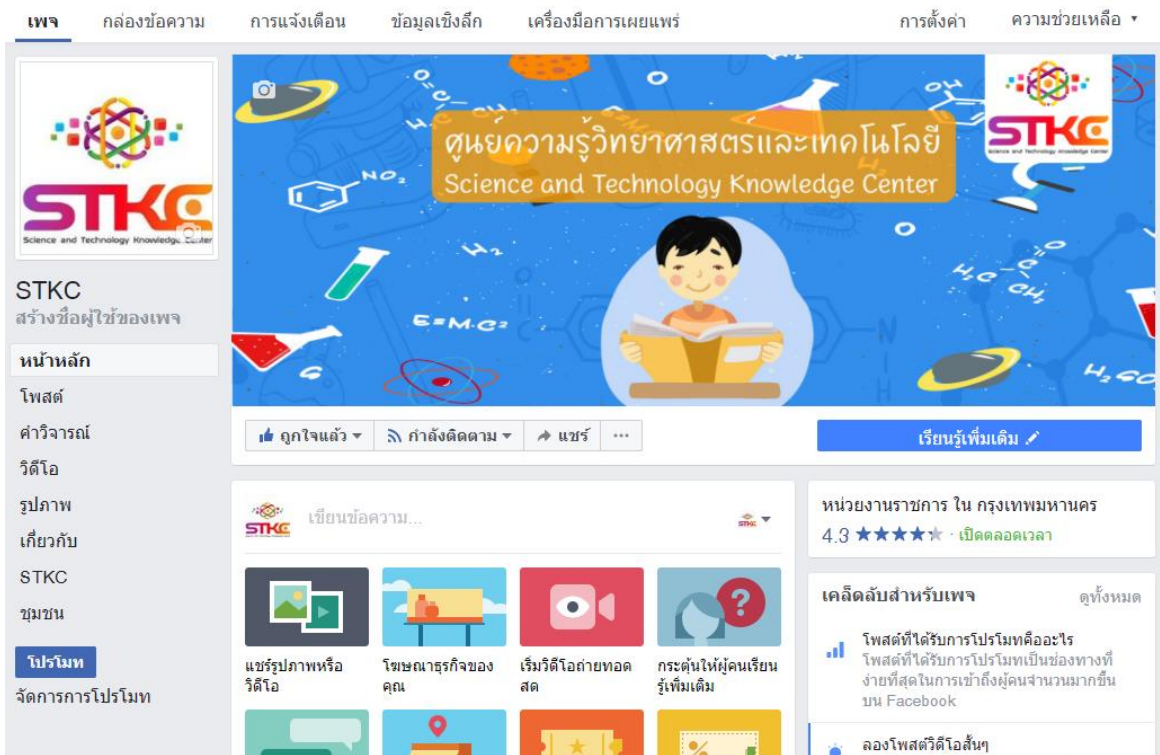 เพจ
กล่องข้อความ
การแจ้งเตือน
ข้อมูลเชิงลึก
เครื่องมือการเผยแพร่
การตั้งค่า
ความช่วยเหลือ
STKC
Science and Technology Knowledge Center
STKC
สร้างชื่อผู้ใช้ของเพจ
หน้าหลัก
โพสต์
คำวิจารณ์
วิดีโอ
รูปภาพ
เกี่ยวกับ
STKC
ชุมชน
โปรโมท
จัดการการโปรโมท
ศูนย์ความรู้วิทยาศาสตร์และเทคโนโลยี
Science and Technology Knowledge Center
STKC
Science and Technology Knowledge Center
NO₂
H₂
E=M.C²
G
H₂C
CH₃
N
H
ถูกใจแล้ว
กำลังติดตาม
แชร์
...
เรียนรู้เพิ่มเติม
STKC
เขียนข้อความ...
STKC
แชร์รูปภาพหรือ
วิดีโอ
โฆษณาธุรกิจของ
คุณ
เริ่มวิดีโอถ่ายทอด
สด
กระตุ้นให้ผู้คนเรียน
รู้เพิ่มเติม
หน่วยงานราชการ ใน กรุงเทพมหานคร
4.3 ★★★★★ · เปิดตลอดเวลา
เคล็ดลับสำหรับเพจ
ดูทั้งหมด
โพสต์ที่ได้รับการโปรโมทคืออะไร
โพสต์ที่ได้รับการโปรโมทเป็นช่องทางที่
ง่ายที่สุดในการเข้าถึงผู้คนจำนวนมากขึ้น
บน Facebook
ลองโพสต์วิดีโอสั้นๆ